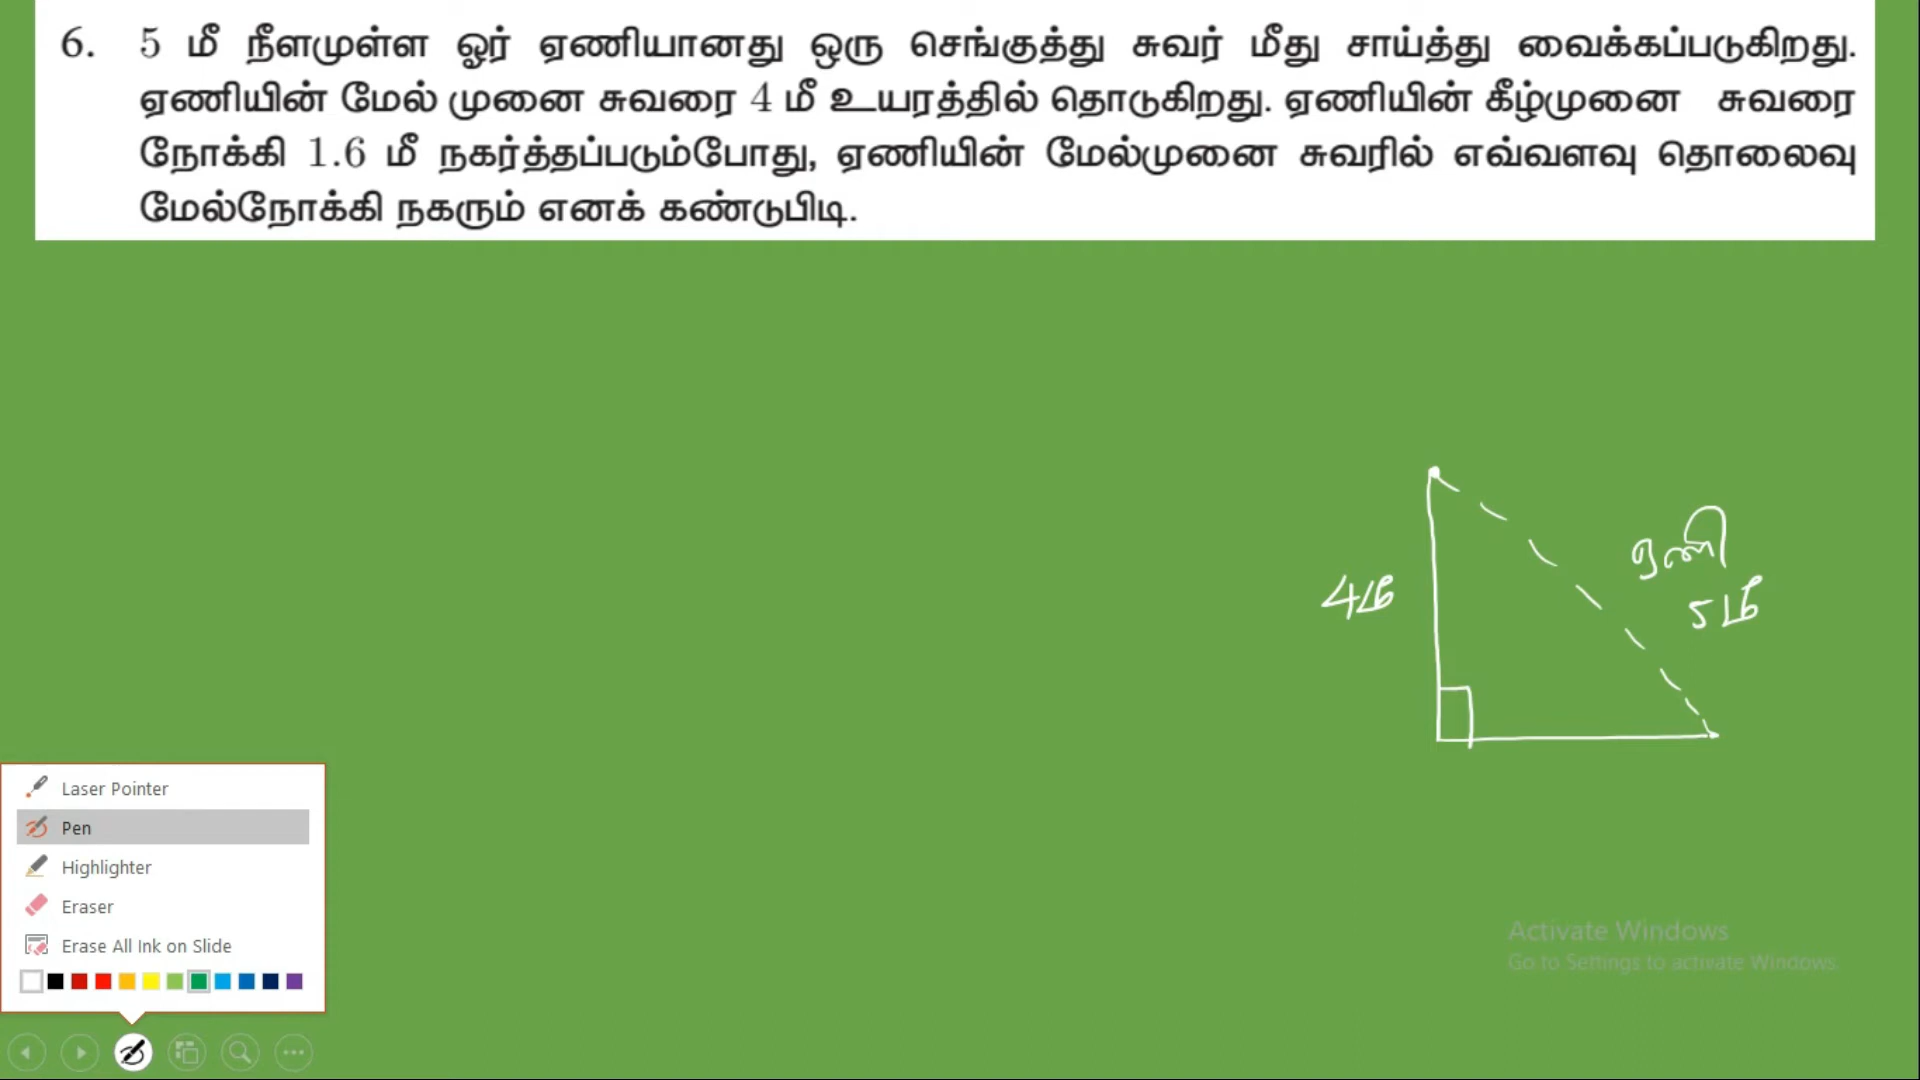 6. 5 மீ நீளமுள்ள ஓர் ஏணியானது ஒரு செங்குத்து சுவர் மீது சாய்த்து வைக்கப்படுகிறது.
ஏணியின் மேல் முனை சுவரை 4 மீ உயரத்தில் தொடுகிறது. ஏணியின் கீழ்முனை சுவரை
நோக்கி 1.6 மீ நகர்த்தப்படும்போது, ஏணியின் மேல்முனை சுவரில் எவ்வளவு தொலைவு
மேல்நோக்கி நகரும் எனக் கண்டுபிடி.
ஏணி
4மீ
5மீ
Laser Pointer
Pen
Highlighter
Eraser
Erase All Ink on Slide
Activate Windows
Go to Settings to activate Windows.